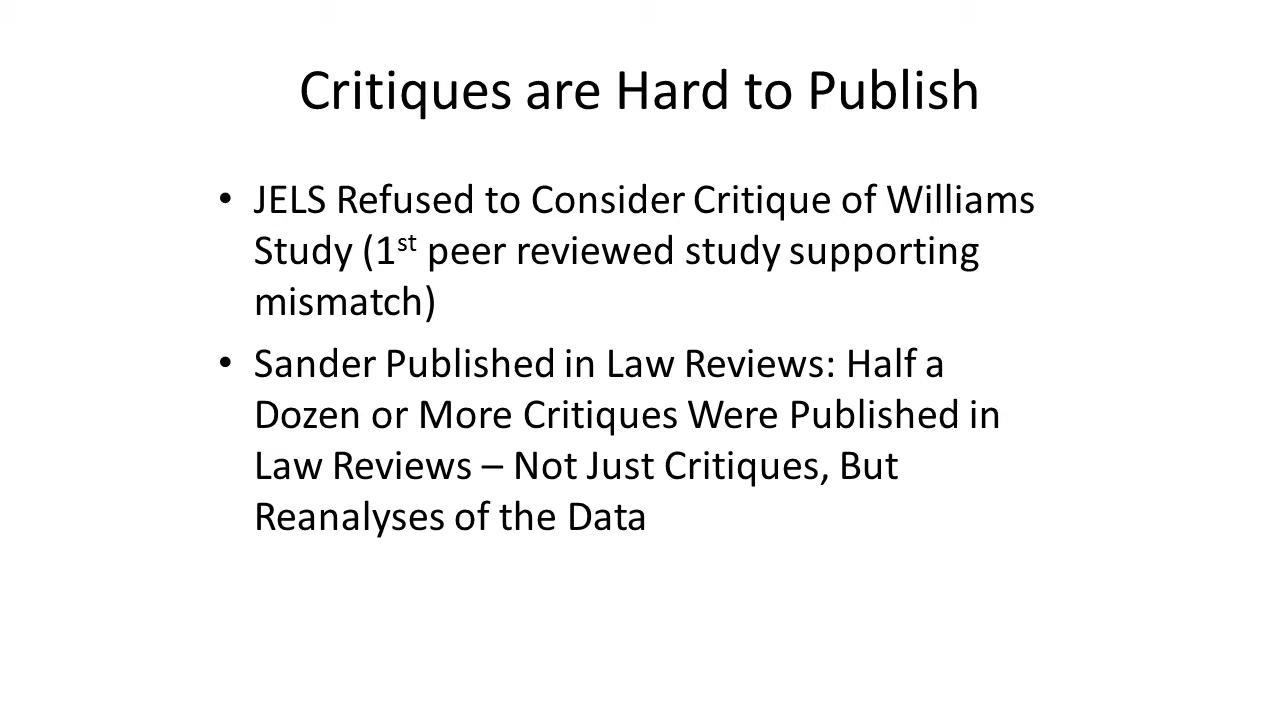 Critiques are Hard to Publish
• JELS Refused to Consider Critique of Williams
Study (1st peer reviewed study supporting
mismatch)
• Sander Published in Law Reviews: Half a
Dozen or More Critiques Were Published in
Law Reviews – Not Just Critiques, But
Reanalyses of the Data